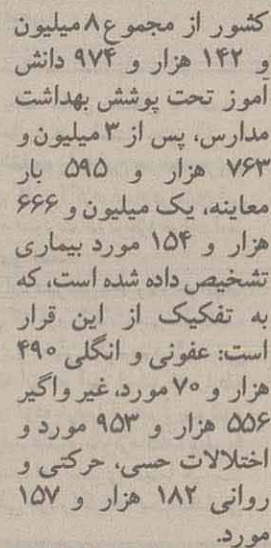 کشور از مجموع ۸ میلیون
و ۱۴۲ هزار و ۹۷۴ دانش
اموز تحت پوشش بهداشت
مدارس، پس از ۳ میلیون و
۷۶۳ هزار و ۵۹۵ بار
معاینه، یک میلیون و ۶۶۶
هزار و ۱۵۴ مورد بیماری
تشخیص داده شده است، که
به تفکیک از این قرار
است: عفونی و انگلی ۴۹۰
هزار و ۷۰ مورد، غیر واگیر
۵۵۶ هزار و ۹۵۳ مورد و
اختلالات حسی، حرکتی و
روانی ۱۸۲ هزار و ۱۵۷
مورد.